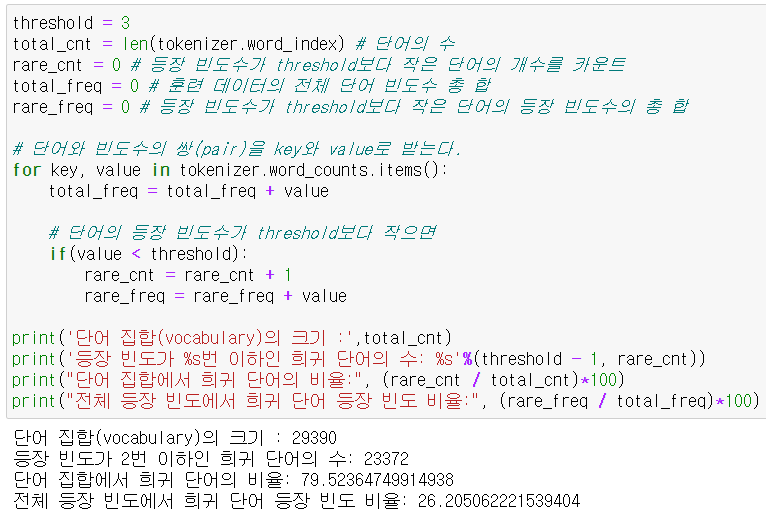 threshold = 3
total_cnt = len(tokenizer.word_index) # 단어의 수
rare_cnt = 0 # 등장 빈도수가 threshold보다 작은 단어의 개수를 카운트
total_freq = 0 # 훈련 데이터의 전체 단어 빈도수 총 합
rare_freq = 0 # 등장 빈도수가 threshold보다 작은 단어의 등장 빈도수의 총 합

# 단어와 빈도수의 쌍(pair)을 key와 value로 받는다.
for key, value in tokenizer.word_counts.items():
    total_freq = total_freq + value

    # 단어의 등장 빈도수가 threshold보다 작으면
    if(value < threshold):
        rare_cnt = rare_cnt + 1
        rare_freq = rare_freq + value

print('단어 집합(vocabulary)의 크기 :',total_cnt)
print('등장 빈도가 %s번 이하인 희귀 단어의 수: %s'%(threshold - 1, rare_cnt))
print("단어 집합에서 희귀 단어의 비율:", (rare_cnt / total_cnt)*100)
print("전체 등장 빈도에서 희귀 단어 등장 빈도 비율:", (rare_freq / total_freq)*100)
단어 집합(vocabulary)의 크기 : 29390
등장 빈도가 2번 이하인 희귀 단어의 수: 23372
단어 집합에서 희귀 단어의 비율: 79.52364749914938
전체 등장 빈도에서 희귀 단어 등장 빈도 비율: 26.205062221539404